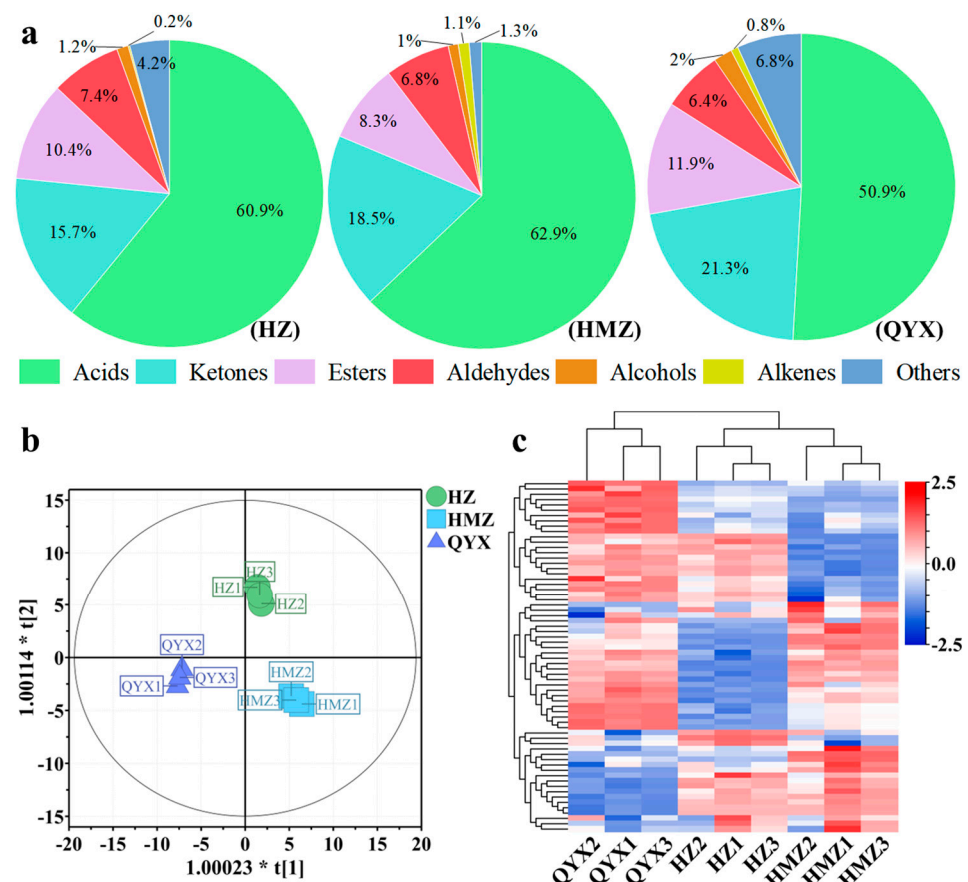 a
0.2%
1.2%
4.2%
7.4%
10.4%
15.7%
60.9%
(HZ)
1.1%
1%
1.3%
6.8%
8.3%
18.5%
62.9%
(HMZ)
0.8%
2%
6.8%
6.4%
11.9%
21.3%
50.9%
(QYX)
Acids Ketones Esters Aldehydes Alcohols Alkenes Others
b
15
10
5
0
-5
-10
-15
1.00114 * t[2]
-20 -15 -10 -5 0 5 10 15 20
1.00023 * t[1]
HZ
HMZ
QYX
HZ3
HZ1
HZ2
QYX2
QYX3
QYX1
HMZ2
HMZ3
HMZ1
c
2.5
0.0
-2.5
QYX2 QYX1 QYX3 HZ2 HZ1 HZ3 HMZ2 HMZ1 HMZ3